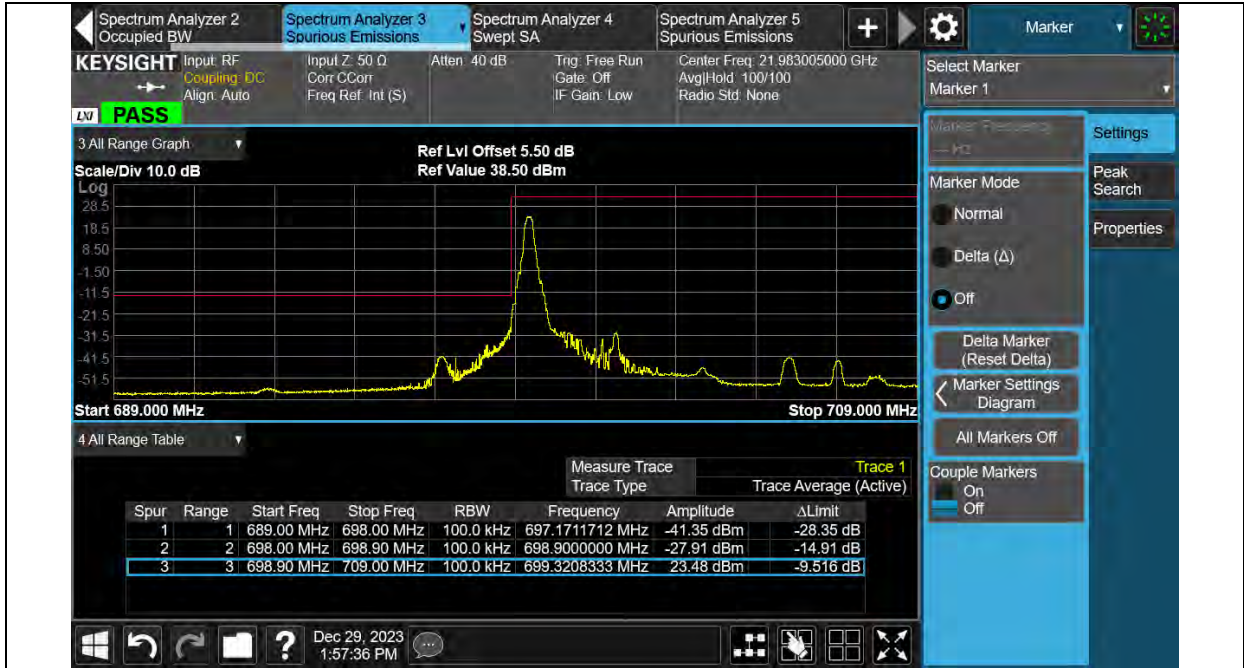 Spectrum Analyzer 2
Occupied BW
Spectrum Analyzer 3
Spurious Emissions
Spectrum Analyzer 4
Swept SA
Spectrum Analyzer 5
Spurious Emissions
+
Marker
KEYSIGHT
Input: RF
Coupling: DC
Align: Auto
Input Z: 50 Ω
Corr CCorr
Freq Ref: Int (S)
Atten: 40 dB
Trig: Free Run
Gate: Off
IF Gain: Low
Center Freq: 21.983005000 GHz
Avg|Hold: 100/100
Radio Std: None
LXI PASS
Select Marker
Marker 1
Marker Frequency
--- Hz
Settings
Peak
Search
Properties
Marker Mode
Normal
Delta (Δ)
Off
Delta Marker
(Reset Delta)
Marker Settings
Diagram
All Markers Off
Couple Markers
On
Off
3 All Range Graph
Scale/Div 10.0 dB
Ref Lvl Offset 5.50 dB
Ref Value 38.50 dBm
Log
28.5
18.5
8.50
-1.50
-11.5
-21.5
-31.5
-41.5
-51.5
Start 689.000 MHz
Stop 709.000 MHz
4 All Range Table
Measure Trace Trace 1
Trace Type Trace Average (Active)
Spur Range Start Freq Stop Freq RBW Frequency Amplitude ΔLimit
1 1 689.00 MHz 698.00 MHz 100.0 kHz 697.1711712 MHz -41.35 dBm -28.35 dB
2 2 698.00 MHz 698.90 MHz 100.0 kHz 698.9000000 MHz -27.91 dBm -14.91 dB
3 3 698.90 MHz 709.00 MHz 100.0 kHz 699.3208333 MHz 23.48 dBm -9.516 dB
?
Dec 29, 2023
1:57:36 PM